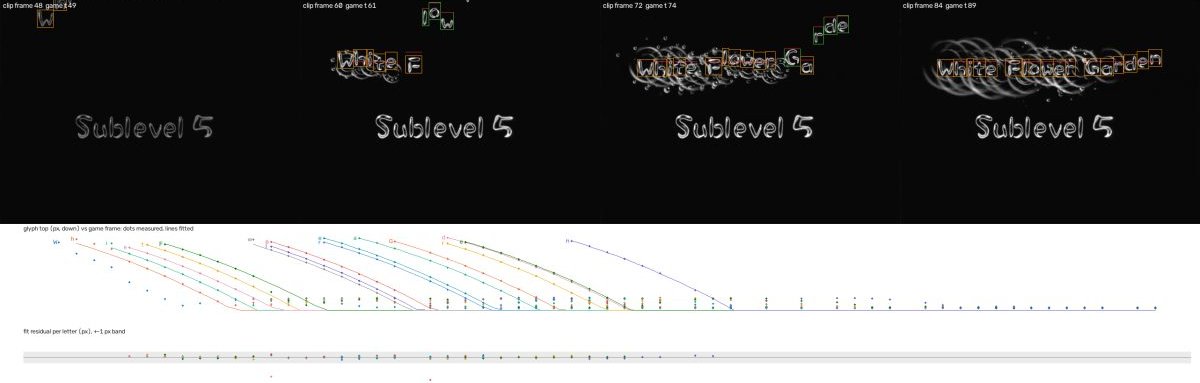 clip frame 48 game t 49
W
Sublevel 5
clip frame 60 game t 61
low
White F
Sublevel 5
clip frame 72 game t 74
rde
White Flower Ga
Sublevel 5
clip frame 84 game t 89
White Flower Garden
Sublevel 5
glyph top (px, down) vs game frame: dots measured, lines fitted
fit residual per letter (px), +-1 px band